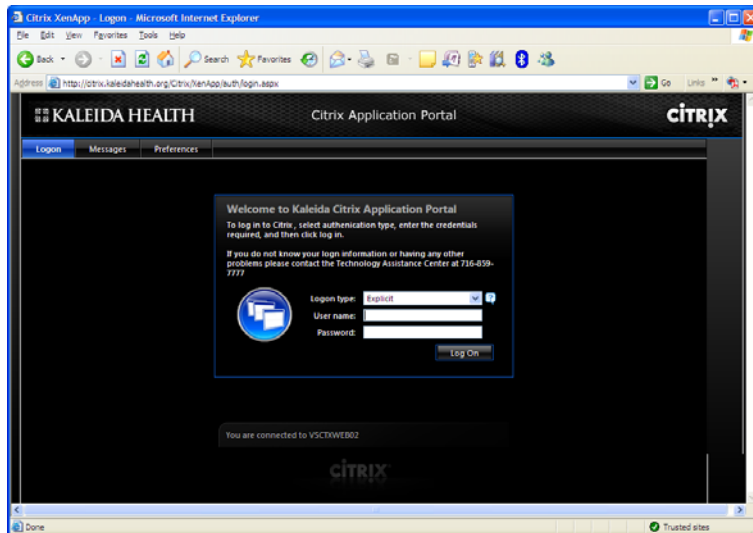 Citrix XenApp - Logon - Microsoft Internet Explorer
File Edit View Favorites Tools Help
Back Search Favorites
Address http://citrix.kaleidahealth.org/Citrix/XenApp/auth/login.aspx Go Links »
KALEIDA HEALTH Citrix Application Portal CITRIX
Logon Messages Preferences
Welcome to Kaleida Citrix Application Portal
To log in to Citrix , select authenication type, enter the credentials
required, and then click log in.
If you do not know your logn information or having any other
problems please contact the Technology Assistance Center at 716-859-
7777
Logon type: Explicit
User name:
Password:
Log On
You are connected to VSCTXWEB02
CITRIX
Done Trusted sites